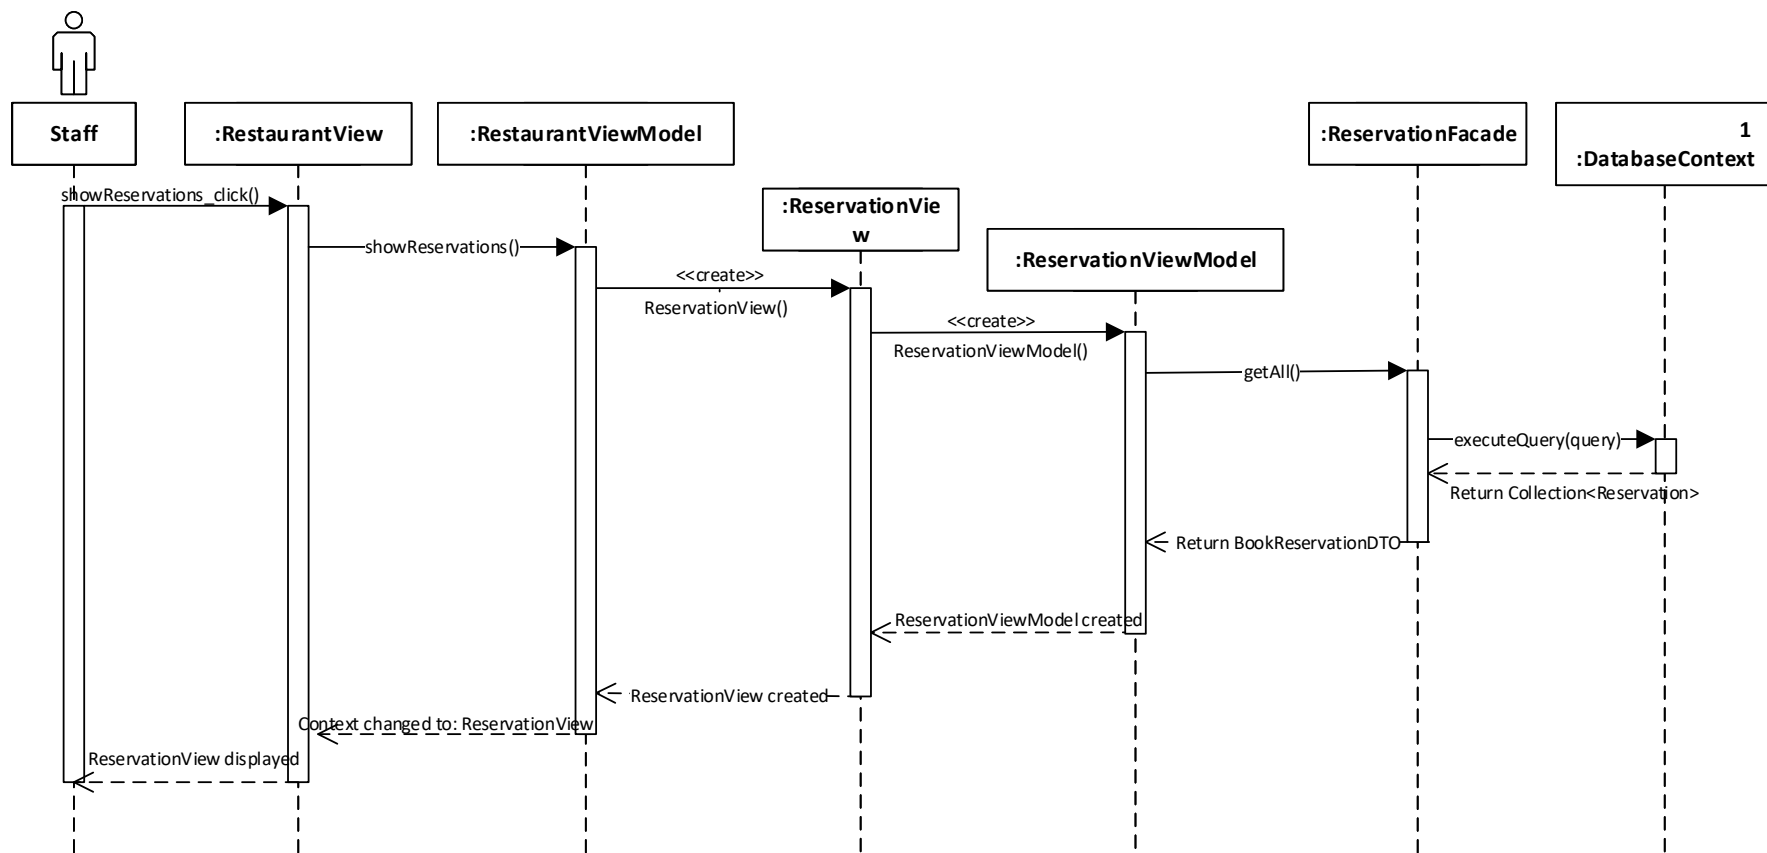 Staff
:RestaurantView
:RestaurantViewModel
:ReservationFacade
1
:DatabaseContext
:ReservationVie
w
:ReservationViewModel
showReservations_click()
showReservations()
<<create>>
ReservationView()
<<create>>
ReservationViewModel()
getAll()
executeQuery(query)
Return Collection<Reservation>
Return BookReservationDTO
ReservationViewModel created
ReservationView created
Context changed to: ReservationView
ReservationView displayed